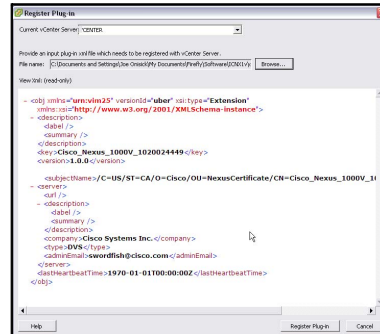 Register Plug-in
Current vCenter Server: VCENTER
Provide an input plug-in xml file which needs to be registered with vCenter Server.
File name: C:\Documents and Settings\Joe Onisick\My Documents\Firefly\Software\1CNX1v\ Browse...
View Xml: (read-only)
- <obj xmlns="urn:vim25" versionId="uber" xsi:type="Extension"
xmlns:xsi="http://www.w3.org/2001/XMLSchema-instance">
- <description>
<label />
<summary />
</description>
<key>Cisco_Nexus_1000V_1020024449</key>
<version>1.0.0</version>
<subjectName>/C=US/ST=CA/O=Cisco/OU=NexusCertificate/CN=Cisco_Nexus_1000V_10
- <server>
<url />
- <description>
<label />
<summary />
</description>
<company>Cisco Systems Inc.</company>
<type>DVS</type>
<adminEmail>swordfish@cisco.com</adminEmail>
</server>
<lastHeartbeatTime>1970-01-01T00:00:00Z</lastHeartbeatTime>
</obj>
Help Register Plug-in Cancel